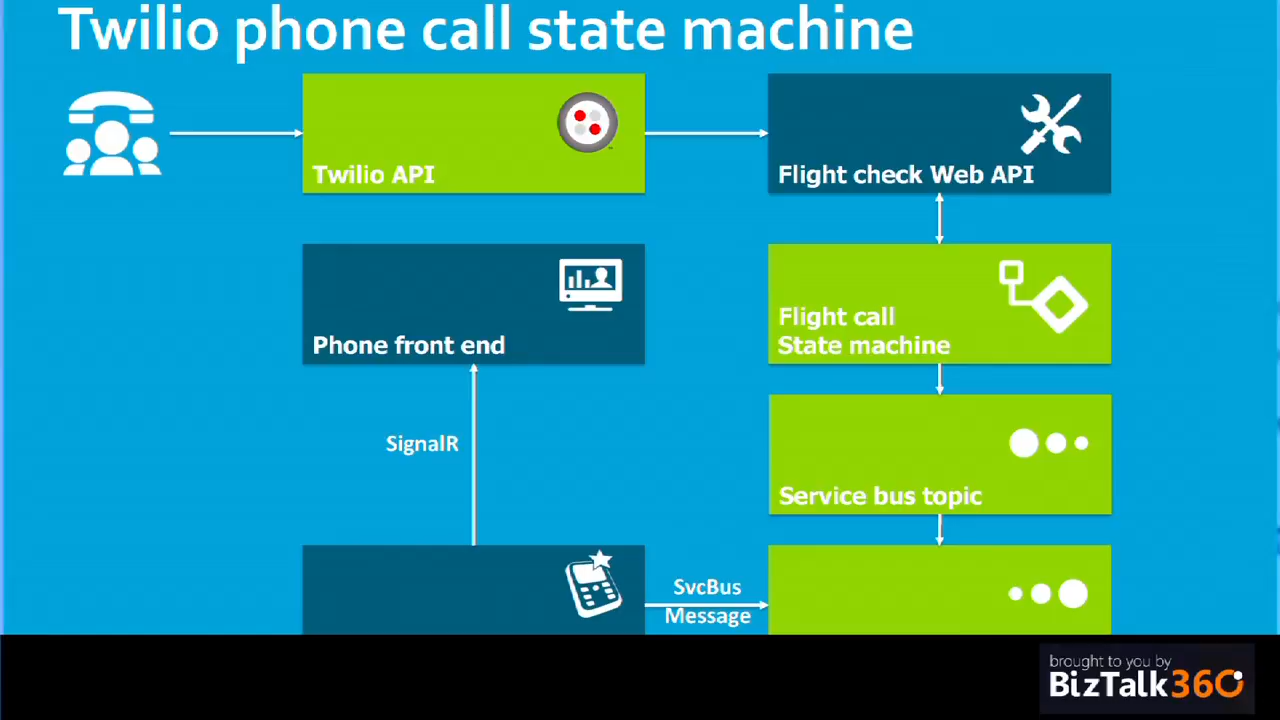 Twilio phone call state machine
Twilio API
Flight check Web API
Phone front end
Flight call
State machine
SignalR
Service bus topic
SvcBus
Message
brought to you by
BizTalk360